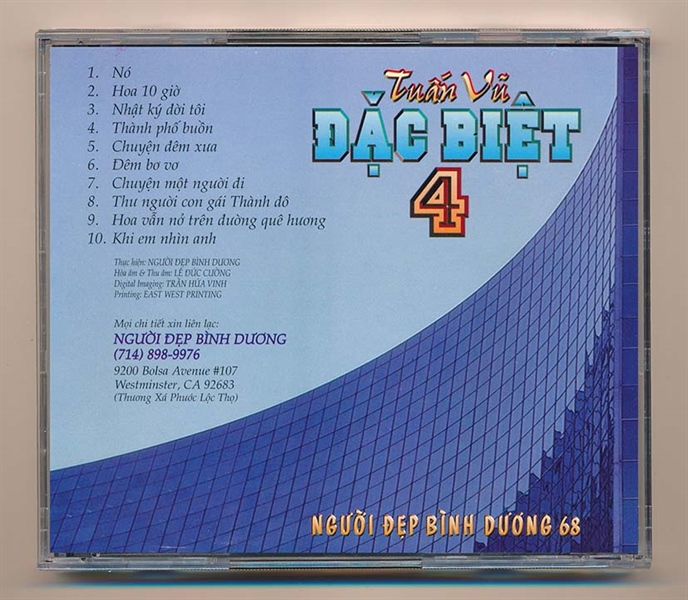 1. Nó
2. Hoa 10 giờ
3. Nhật ký đời tôi
4. Thành phố buồn
5. Chuyện đêm xưa
6. Đêm bơ vơ
7. Chuyện một người đi
8. Thư người con gái Thành đô
9. Hoa vẫn nở trên đường quê hương
10. Khi em nhìn anh
Thực hiện: NGƯỜI ĐẸP BÌNH DƯƠNG
Hòa âm & Thu âm: LÊ ĐỨC CƯỜNG
Digital Imaging: TRẦN HỨA VINH
Printing: EAST WEST PRINTING
Mọi chi tiết xin liên lạc:
NGƯỜI ĐẸP BÌNH DƯƠNG
(714) 898-9976
9200 Bolsa Avenue #107
Westminster, CA 92683
(Thương Xá Phước Lộc Thọ)
Tuấn Vũ
ĐẶC BIỆT
4
NGƯỜI ĐẸP BÌNH DƯƠNG 68